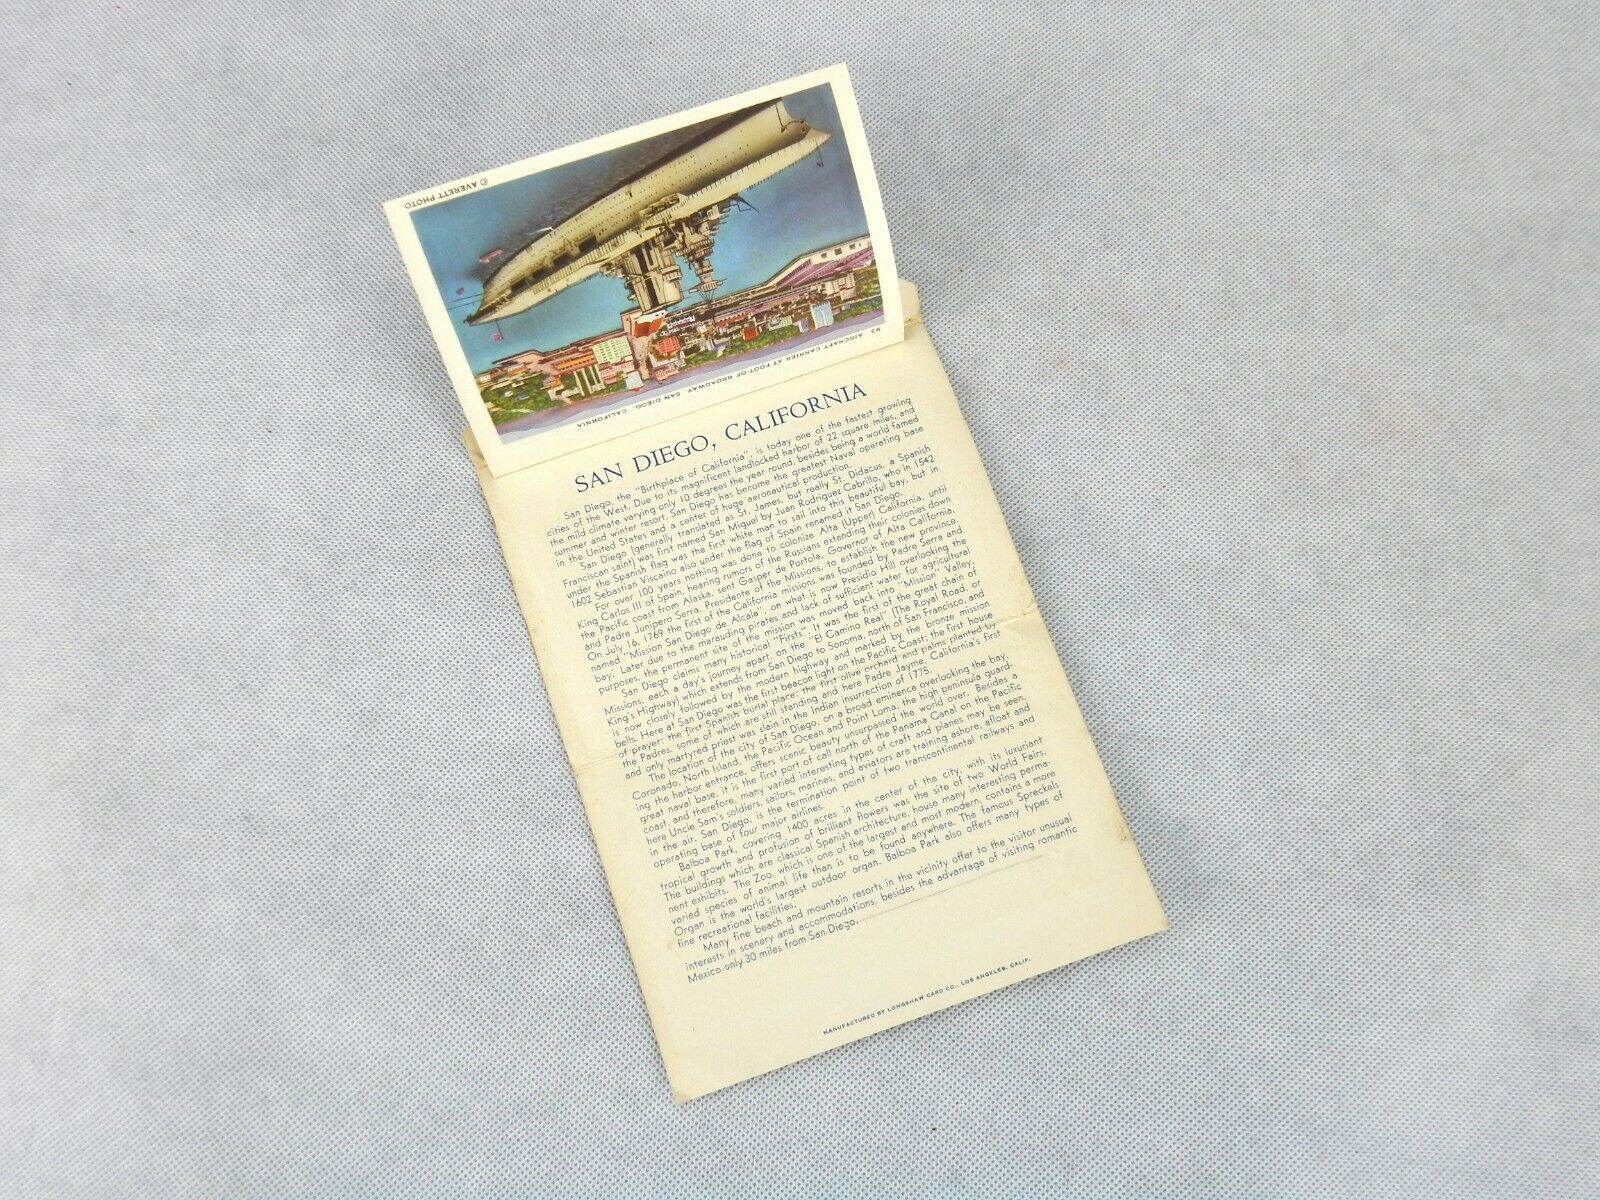 © AVERETT PHOTO
92 AIRCRAFT CARRIER AT FOOT OF BROADWAY, SAN DIEGO, CALIFORNIA
SAN DIEGO, CALIFORNIA
San Diego, the "Birthplace of California", is today one of the fastest growing
cities of the West. Due to its magnificent landlocked harbor of 22 square miles, and
the mild climate varying only 10 degrees the year round, besides being a world famed
summer and winter resort, San Diego has become the greatest Naval operating base
in the United States and a center of huge aeronautical production.
San Diego (generally translated as St. James, but really St. Didacus, a Spanish
Franciscan saint) was first named San Miguel by Juan Rodriguez Cebrillo, who in 1542
under the Spanish flag was the first white man to sail into this beautiful bay, but in
1602 Sebastian Viscaino also under the flag of Spain renamed it San Diego.
For over 100 years nothing was done to colonize Alta (Upper) California, until
King Carlos III of Spain, hearing rumors of the Russians extending their colonies down
the Pacific coast from Alaska, sent Gasper de Portola, Governor of Alta California,
and Padre Junipero Serra, Presidente of the Missions, to establish the new province.
On July 16, 1769 the first of the California missions was founded by Padre Serra and
named "Mission San Diego de Alcala", on what is now Presidio Hill overlooking the
bay. Later due to the marauding pirates and lack of sufficient water for agricultural
purposes, the permanent site of the mission was moved back into "Mission Valley."
San Diego claims many historical "Firsts". It was the first of the great chain of
Missions, each a day's journey apart, on the "El Camino Real" (The Royal Road, or
King's Highway) which extends from San Diego to Sonoma, north of San Francisco, and
is now closely followed by the modern highway and marked by the bronze mission
bells. Here at San Diego was the first beacon light on the Pacific Coast; the first house
of prayer; the first Spanish burial place; the first olive orchard and palms planted by
the Padres, some of which are still standing and here Padre Jayme, California's first
and only martyred priest was slain in the Indian insurrection of 1775.
The location of the city of San Diego, on a broad eminence overlooking the bay,
Coronado, North Island, the Pacific Ocean and Point Loma, the high peninsula guard-
ing the harbor entrance, offers scenic beauty unsurpassed the world over. Besides a
great naval base, it is the first port of call north of the Panama Canal on the Pacific
coast, and therefore, many varied interesting types of craft and planes may be seen,
here Uncle Sam's soldiers, sailors, marines, and aviators are training ashore, afloat and
in the air. San Diego, is the termination point of two transcontinental railways and
operating base of four major airlines.
Balboa Park, covering 1400 acres in the center of the city, with its luxuriant
tropical growth and profusion of brilliant flowers was the site of two World Fairs.
The buildings which are classical Spanish architecture, house many interesting perma-
nent exhibits. The Zoo, which is one of the largest and most modern, contains a more
varied species of animal life than is to be found anywhere. The famous Spreckels
Organ is the world's largest outdoor organ. Balboa Park also offers many types of
fine recreational facilities.
Many fine beach and mountain resorts in the vicinity offer to the visitor unusual
interests in scenery and accommodations, besides the advantage of visiting romantic
Mexico only 30 miles from San Diego.
MANUFACTURED BY LONGSHAW CARD CO., LOS ANGELES, CALIF.